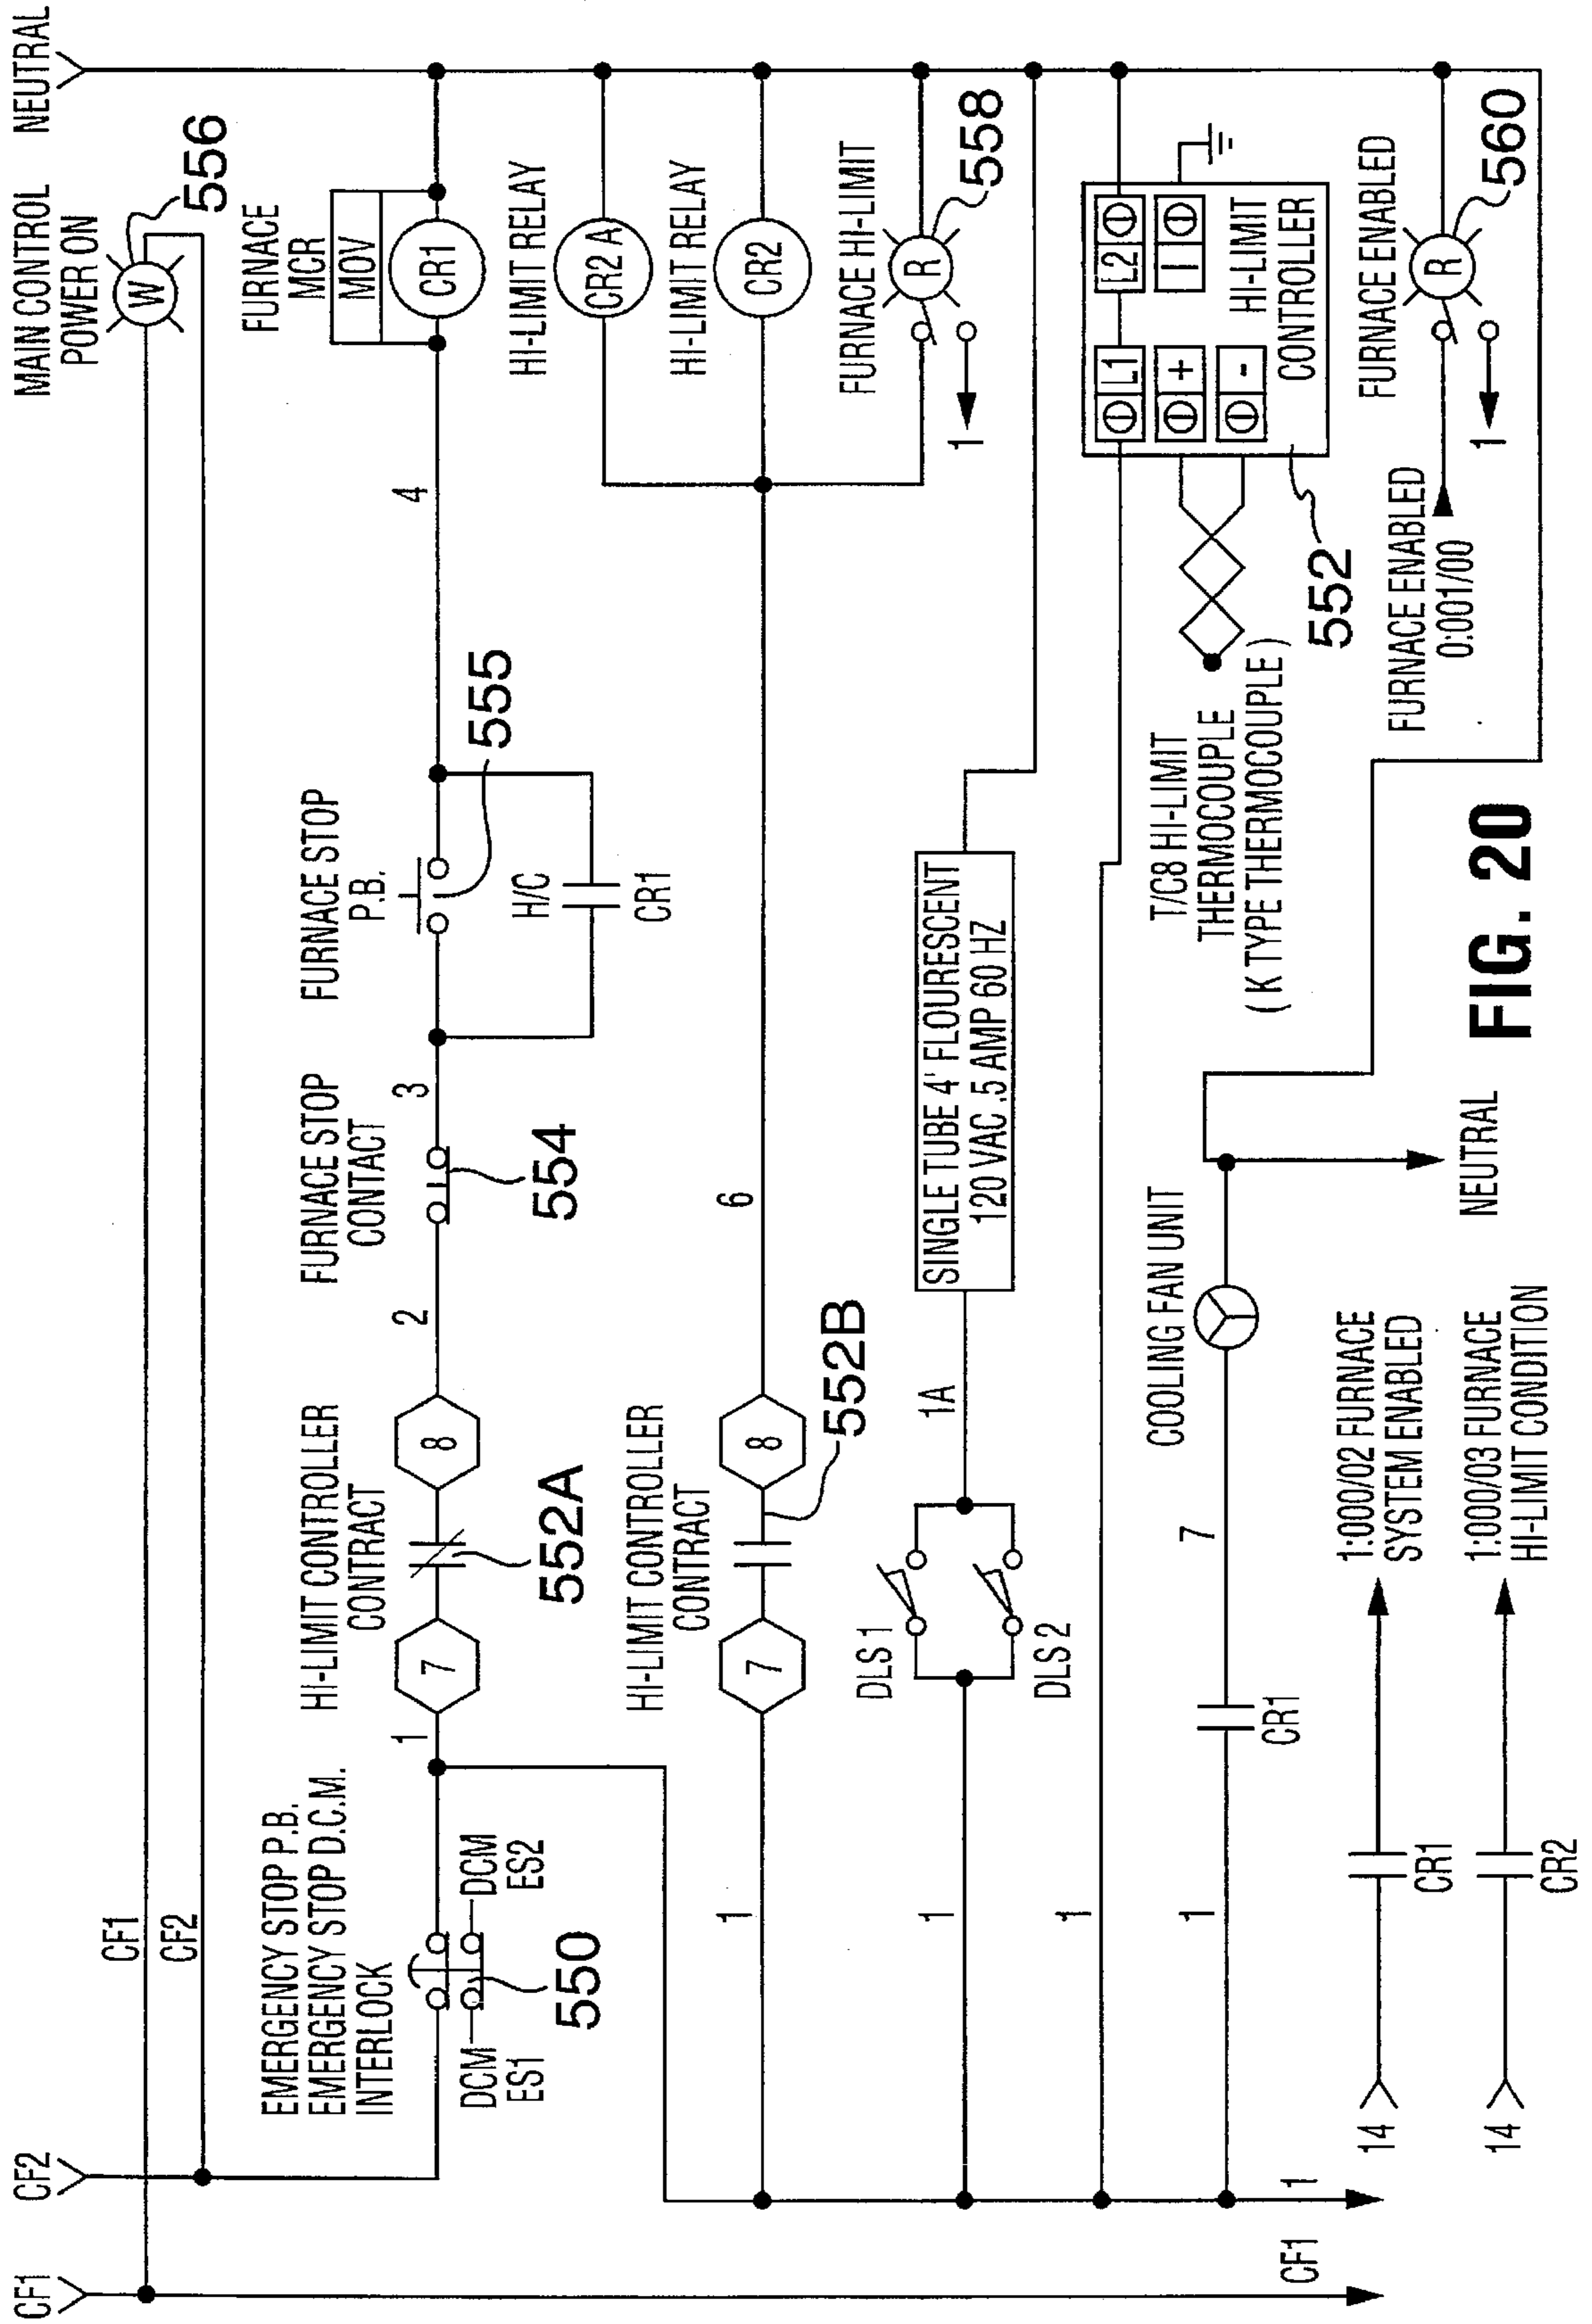 CF1
CF2
NEUTRAL
MAIN CONTROL
POWER ON
W
556
CF1
CF2
EMERGENCY STOP P.B.
EMERGENCY STOP D.C.M.
INTERLOCK
DCM
ES1
DCM
ES2
550
1
HI-LIMIT CONTROLLER
CONTRACT
7
8
552A
2
FURNACE STOP
CONTACT
554
3
FURNACE STOP
P.B.
555
H/C
CR1
4
FURNACE
MCR
MOV
CR1
HI-LIMIT RELAY
CR2 A
1
HI-LIMIT CONTROLLER
CONTRACT
7
8
552B
6
HI-LIMIT RELAY
CR2
FURNACE HI-LIMIT
R
558
1
1
DLS 1
DLS 2
1A
SINGLE TUBE 4' FLOURESCENT
120 VAC .5 AMP 60 HZ
1
L1
L2
+
-
HI-LIMIT
CONTROLLER
552
T/C8 HI-LIMIT
THERMOCOUPLE
( K TYPE THERMOCOUPLE )
1
CR1
7
COOLING FAN UNIT
NEUTRAL
FURNACE ENABLED
0:001/00
FURNACE ENABLED
R
560
1
14
CR1
1:000/02 FURNACE
SYSTEM ENABLED
14
CR2
1:000/03 FURNACE
HI-LIMIT CONDITION
1
CF1
FIG. 20